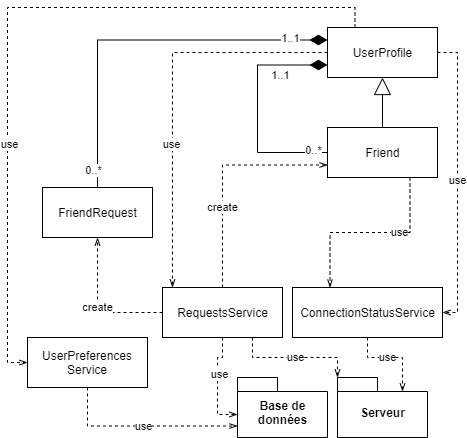 1..1
UserProfile
1..1
use
use
0..*
Friend
0..*
use
create
FriendRequest
use
create
RequestsService
ConnectionStatusService
UserPreferences
Service
use
use
use
use
Base de
données
Serveur